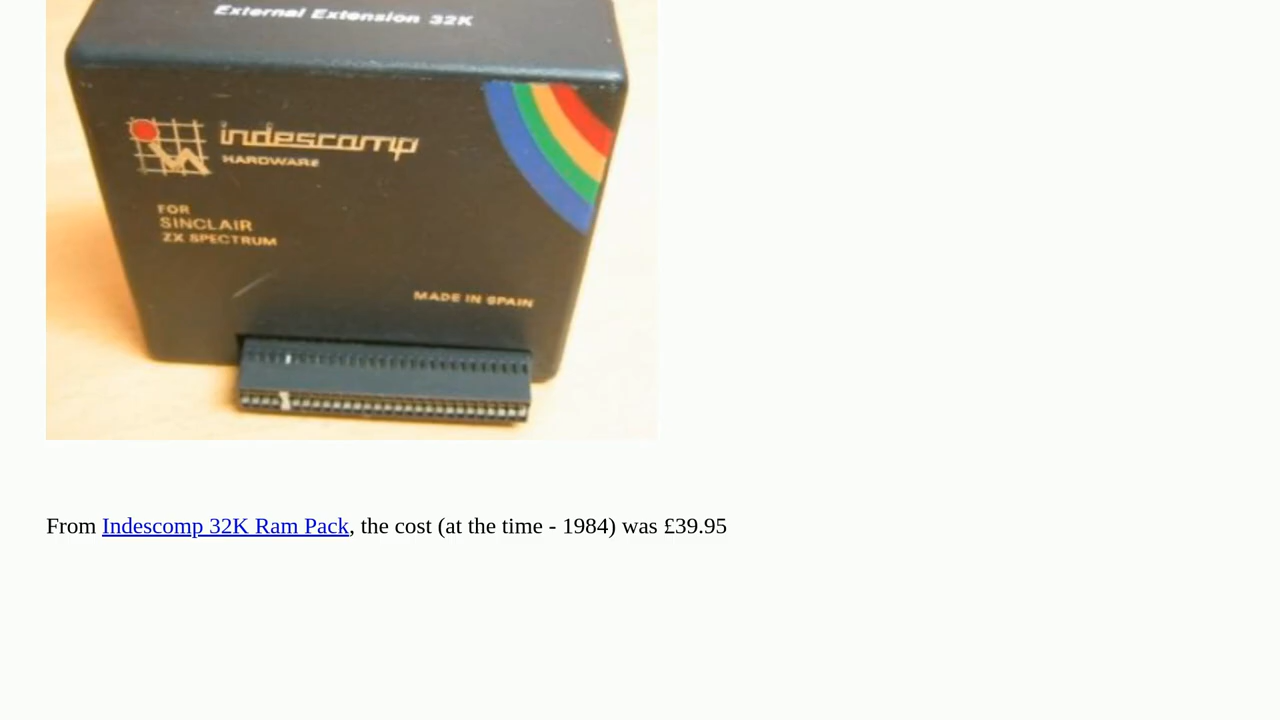 External Extension 32K
indescomp
HARDWARE
FOR
SINCLAIR
ZX SPECTRUM
MADE IN SPAIN
From Indescomp 32K Ram Pack, the cost (at the time - 1984) was £39.95